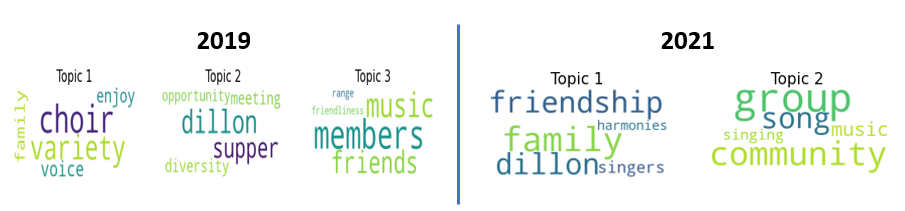 2019
Topic 1
enjoy
family
choir
variety
voice
Topic 2
opportunity meeting
dillon
supper
diversity
Topic 3
range
friendliness music
members
friends
2021
Topic 1
friendship
harmonies
family
dillon singers
Topic 2
group
song
singing music
community